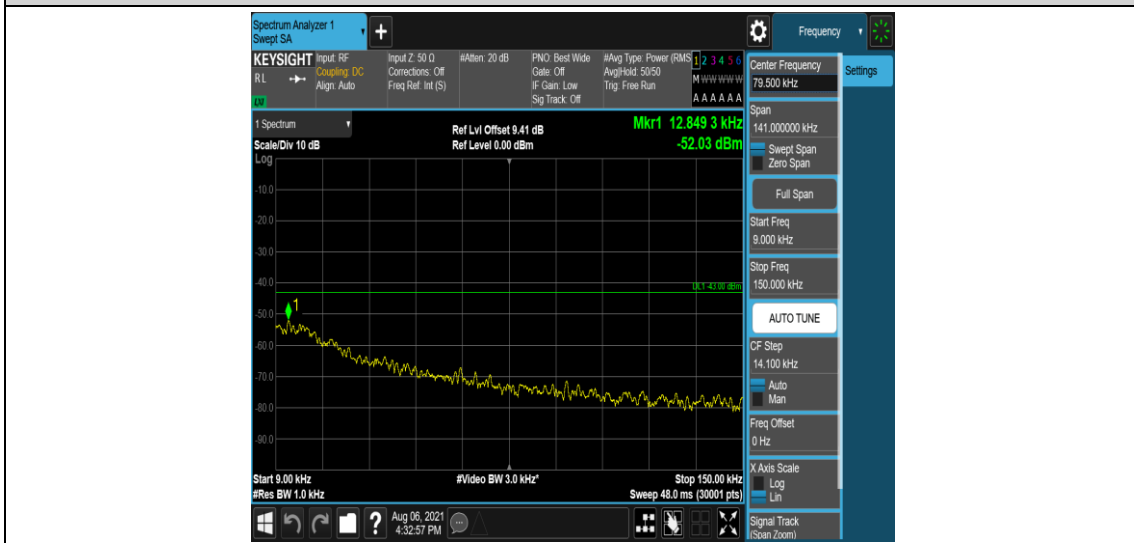 Spectrum Analyzer 1
Swept SA
Frequency
KEYSIGHT
RL
LXI
Input: RF
Coupling: DC
Align: Auto
Input Z: 50 Ω
Corrections: Off
Freq Ref: Int (S)
#Atten: 20 dB
PNO: Best Wide
Gate: Off
IF Gain: Low
Sig Track: Off
#Avg Type: Power (RMS
Avg|Hold: 50/50
Trig: Free Run
1 2 3 4 5 6
M W W W W W
A A A A A A
1 Spectrum
Scale/Div 10 dB
Ref Lvl Offset 9.41 dB
Ref Level 0.00 dBm
Mkr1 12.849 3 kHz
-52.03 dBm
Log
-10.0
-20.0
-30.0
-40.0
-50.0
-60.0
-70.0
-80.0
-90.0
DL1 -43.00 dBm
1
Start 9.00 kHz
#Res BW 1.0 kHz
#Video BW 3.0 kHz*
Stop 150.00 kHz
Sweep 48.0 ms (30001 pts)
Center Frequency
79.500 kHz
Settings
Span
141.000000 kHz
Swept Span
Zero Span
Full Span
Start Freq
9.000 kHz
Stop Freq
150.000 kHz
AUTO TUNE
CF Step
14.100 kHz
Auto
Man
Freq Offset
0 Hz
X Axis Scale
Log
Lin
Signal Track
(Span Zoom)
?
Aug 06, 2021
4:32:57 PM